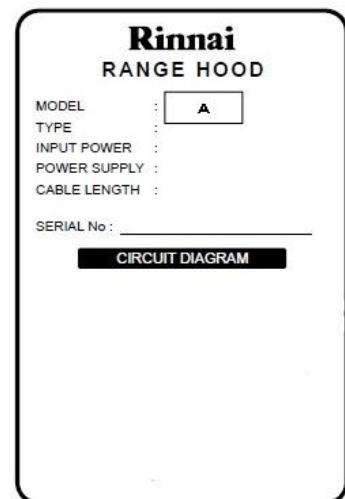 Rinnai
RANGE HOOD
MODEL : A
TYPE :
INPUT POWER :
POWER SUPPLY :
CABLE LENGTH :
SERIAL No :
CIRCUIT DIAGRAM